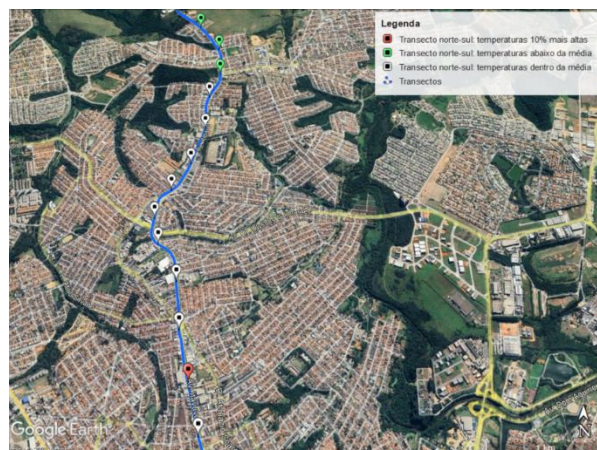 Legenda
Transecto norte-sul: temperaturas 10% mais altas
Transecto norte-sul: temperaturas abaixo da média
Transecto norte-sul: temperaturas dentro da média
Transectos
Google Earth
N